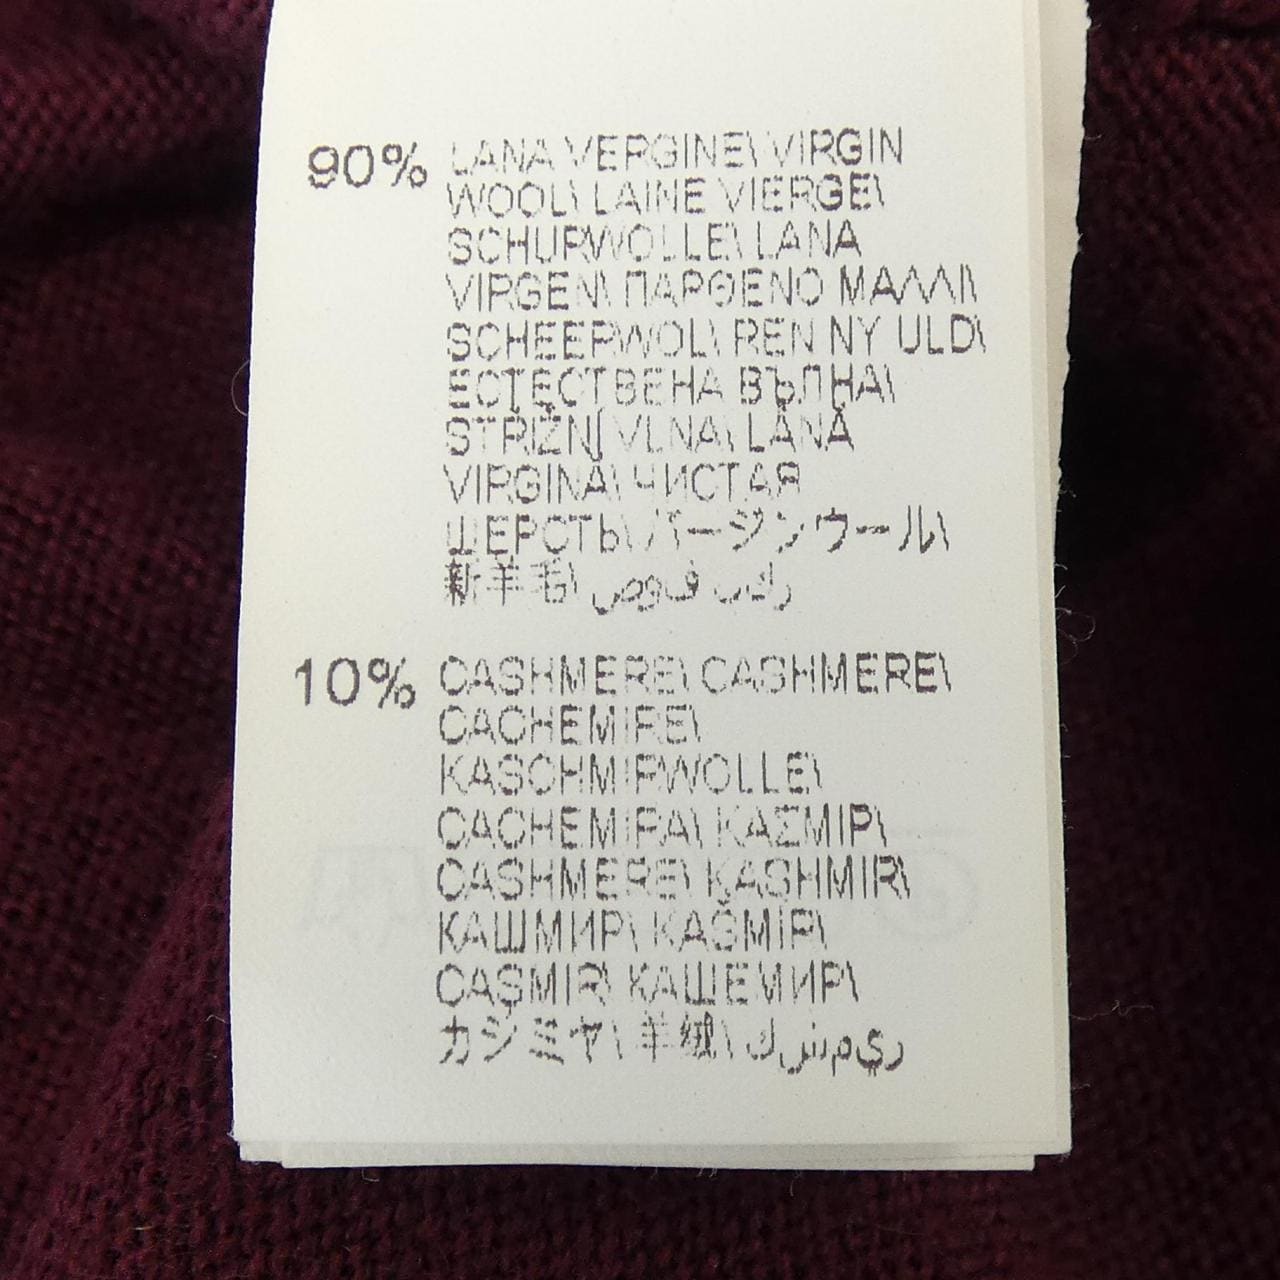 90% LANA VERGINE\ VIRGIN
WOOL\ LAINE VIERGE\
SCHURWOLLE\ LANA
VIRGEN\ ΠΑΡΘΕΝΟ ΜΑΛΛΙ\
SCHEERWOL\ REN NY ULD\
ЕСТЕСТВЕНА ВЪЛНА\
STŘIŽNÍ VLNA\ LÂNĂ
VIRGINĂ\ ЧИСТАЯ
ШЕРСТЬ\ バージンウール\
新羊毛\ ص و ف
10% CASHMERE\ CASHMERE\
CACHEMIRE\
KASCHMIRWOLLE\
CACHEMIRA\ ΚΑΣΜΙΡ\
CASHMERE\ KASHMIR\
КАШМИР\ KAŠMÍR\
CAŞMIR\ КАШЕМИР\
カシミヤ\ 羊绒\ ك ش م ي ر